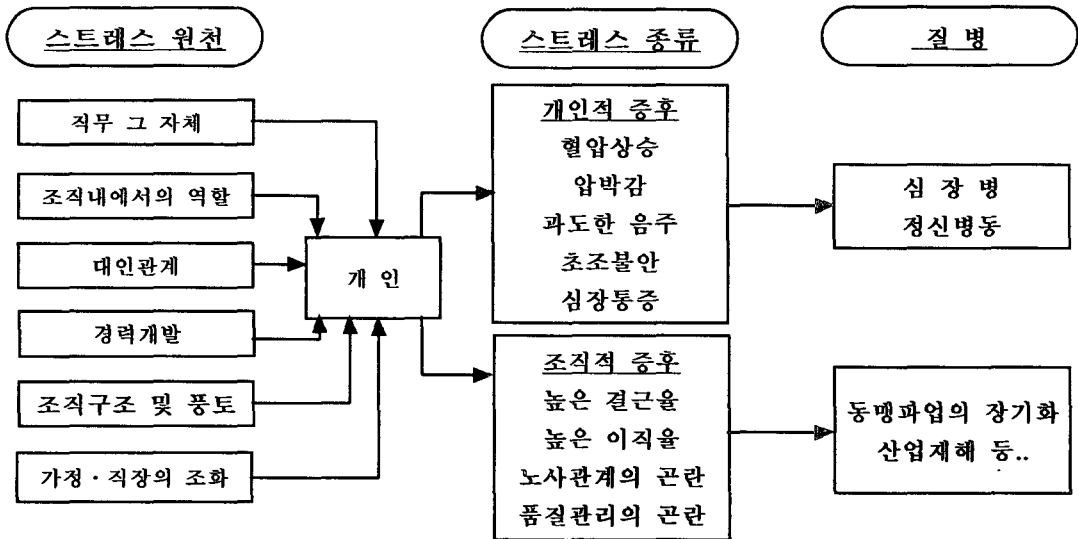 스트레스 원천
직무 그 자체
조직내에서의 역할
대인관계
경력개발
조직구조 및 풍토
가정·직장의 조화
개 인
스트레스 종류
개인적 증후
혈압상승
압박감
과도한 음주
초조불안
심장통증
조직적 증후
높은 결근율
높은 이직율
노사관계의 곤란
품질관리의 곤란
질 병
심 장 병
정신병동
동맹파업의 장기화
산업재해 등..